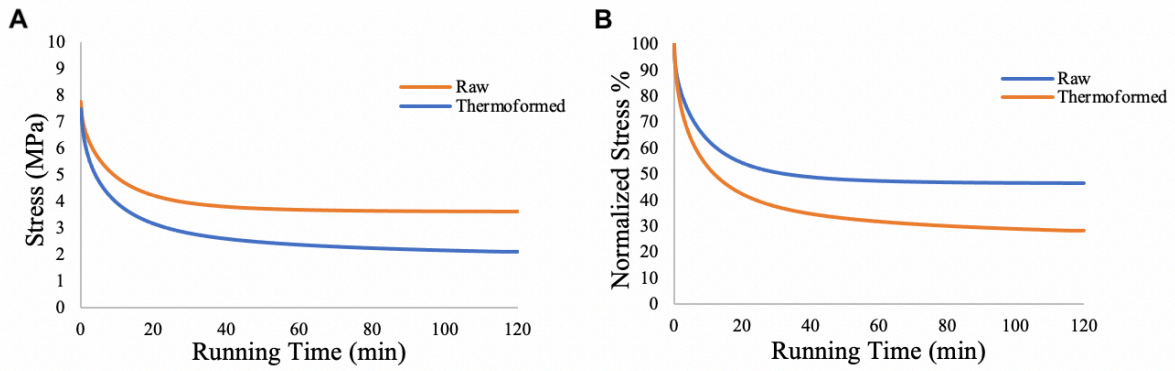 A
10
9
8
7
6
5
4
3
2
1
0
Stress (MPa)
0 20 40 60 80 100 120
Running Time (min)
Raw
Thermoformed
B
100
90
80
70
60
50
40
30
20
10
0
Normalized Stress %
0 20 40 60 80 100 120
Running Time (min)
Raw
Thermoformed